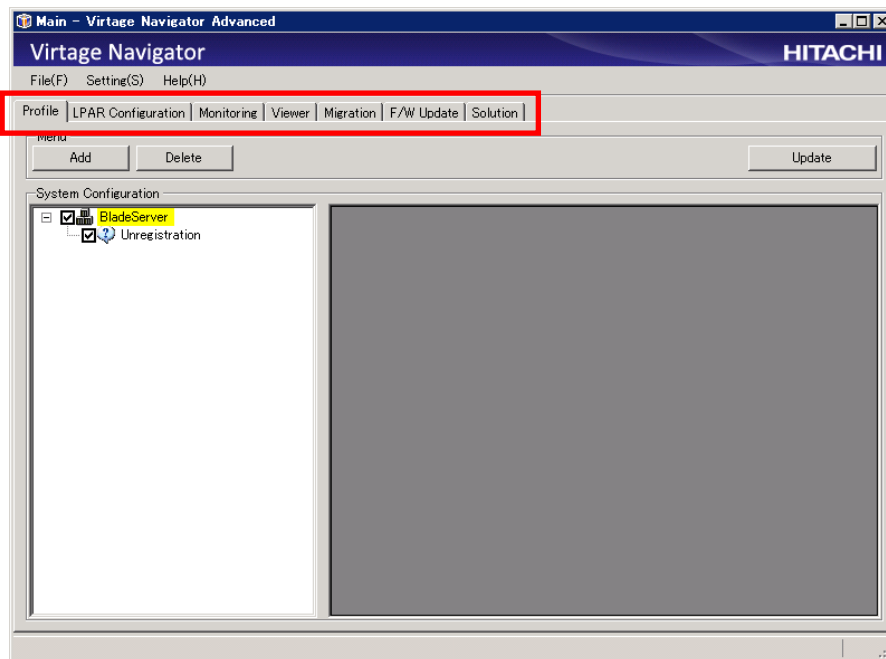 Main - Virtage Navigator Advanced
Virtage Navigator HITACHI
File(F) Setting(S) Help(H)
Profile LPAR Configuration Monitoring Viewer Migration F/W Update Solution
Menu
Add Delete Update
System Configuration
BladeServer
Unregistration